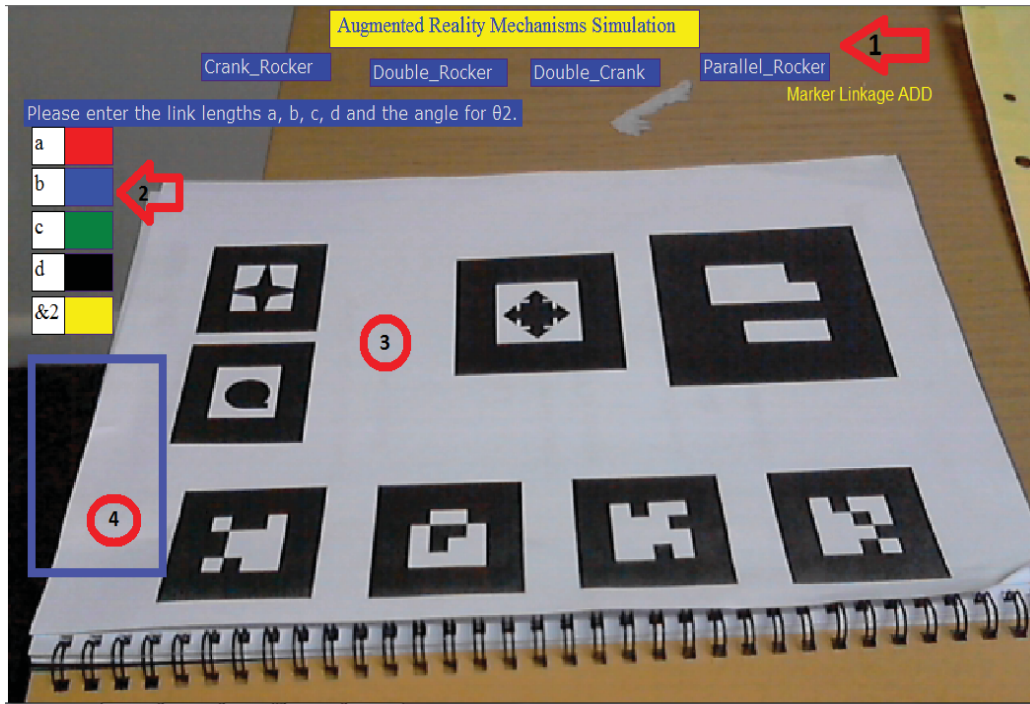 Augmented Reality Mechanisms Simulation
1
Crank_Rocker
Double_Rocker
Double_Crank
Parallel_Rocker
Marker Linkage ADD
Please enter the link lengths a, b, c, d and the angle for θ2.
a
b
2
c
d
&2
3
4